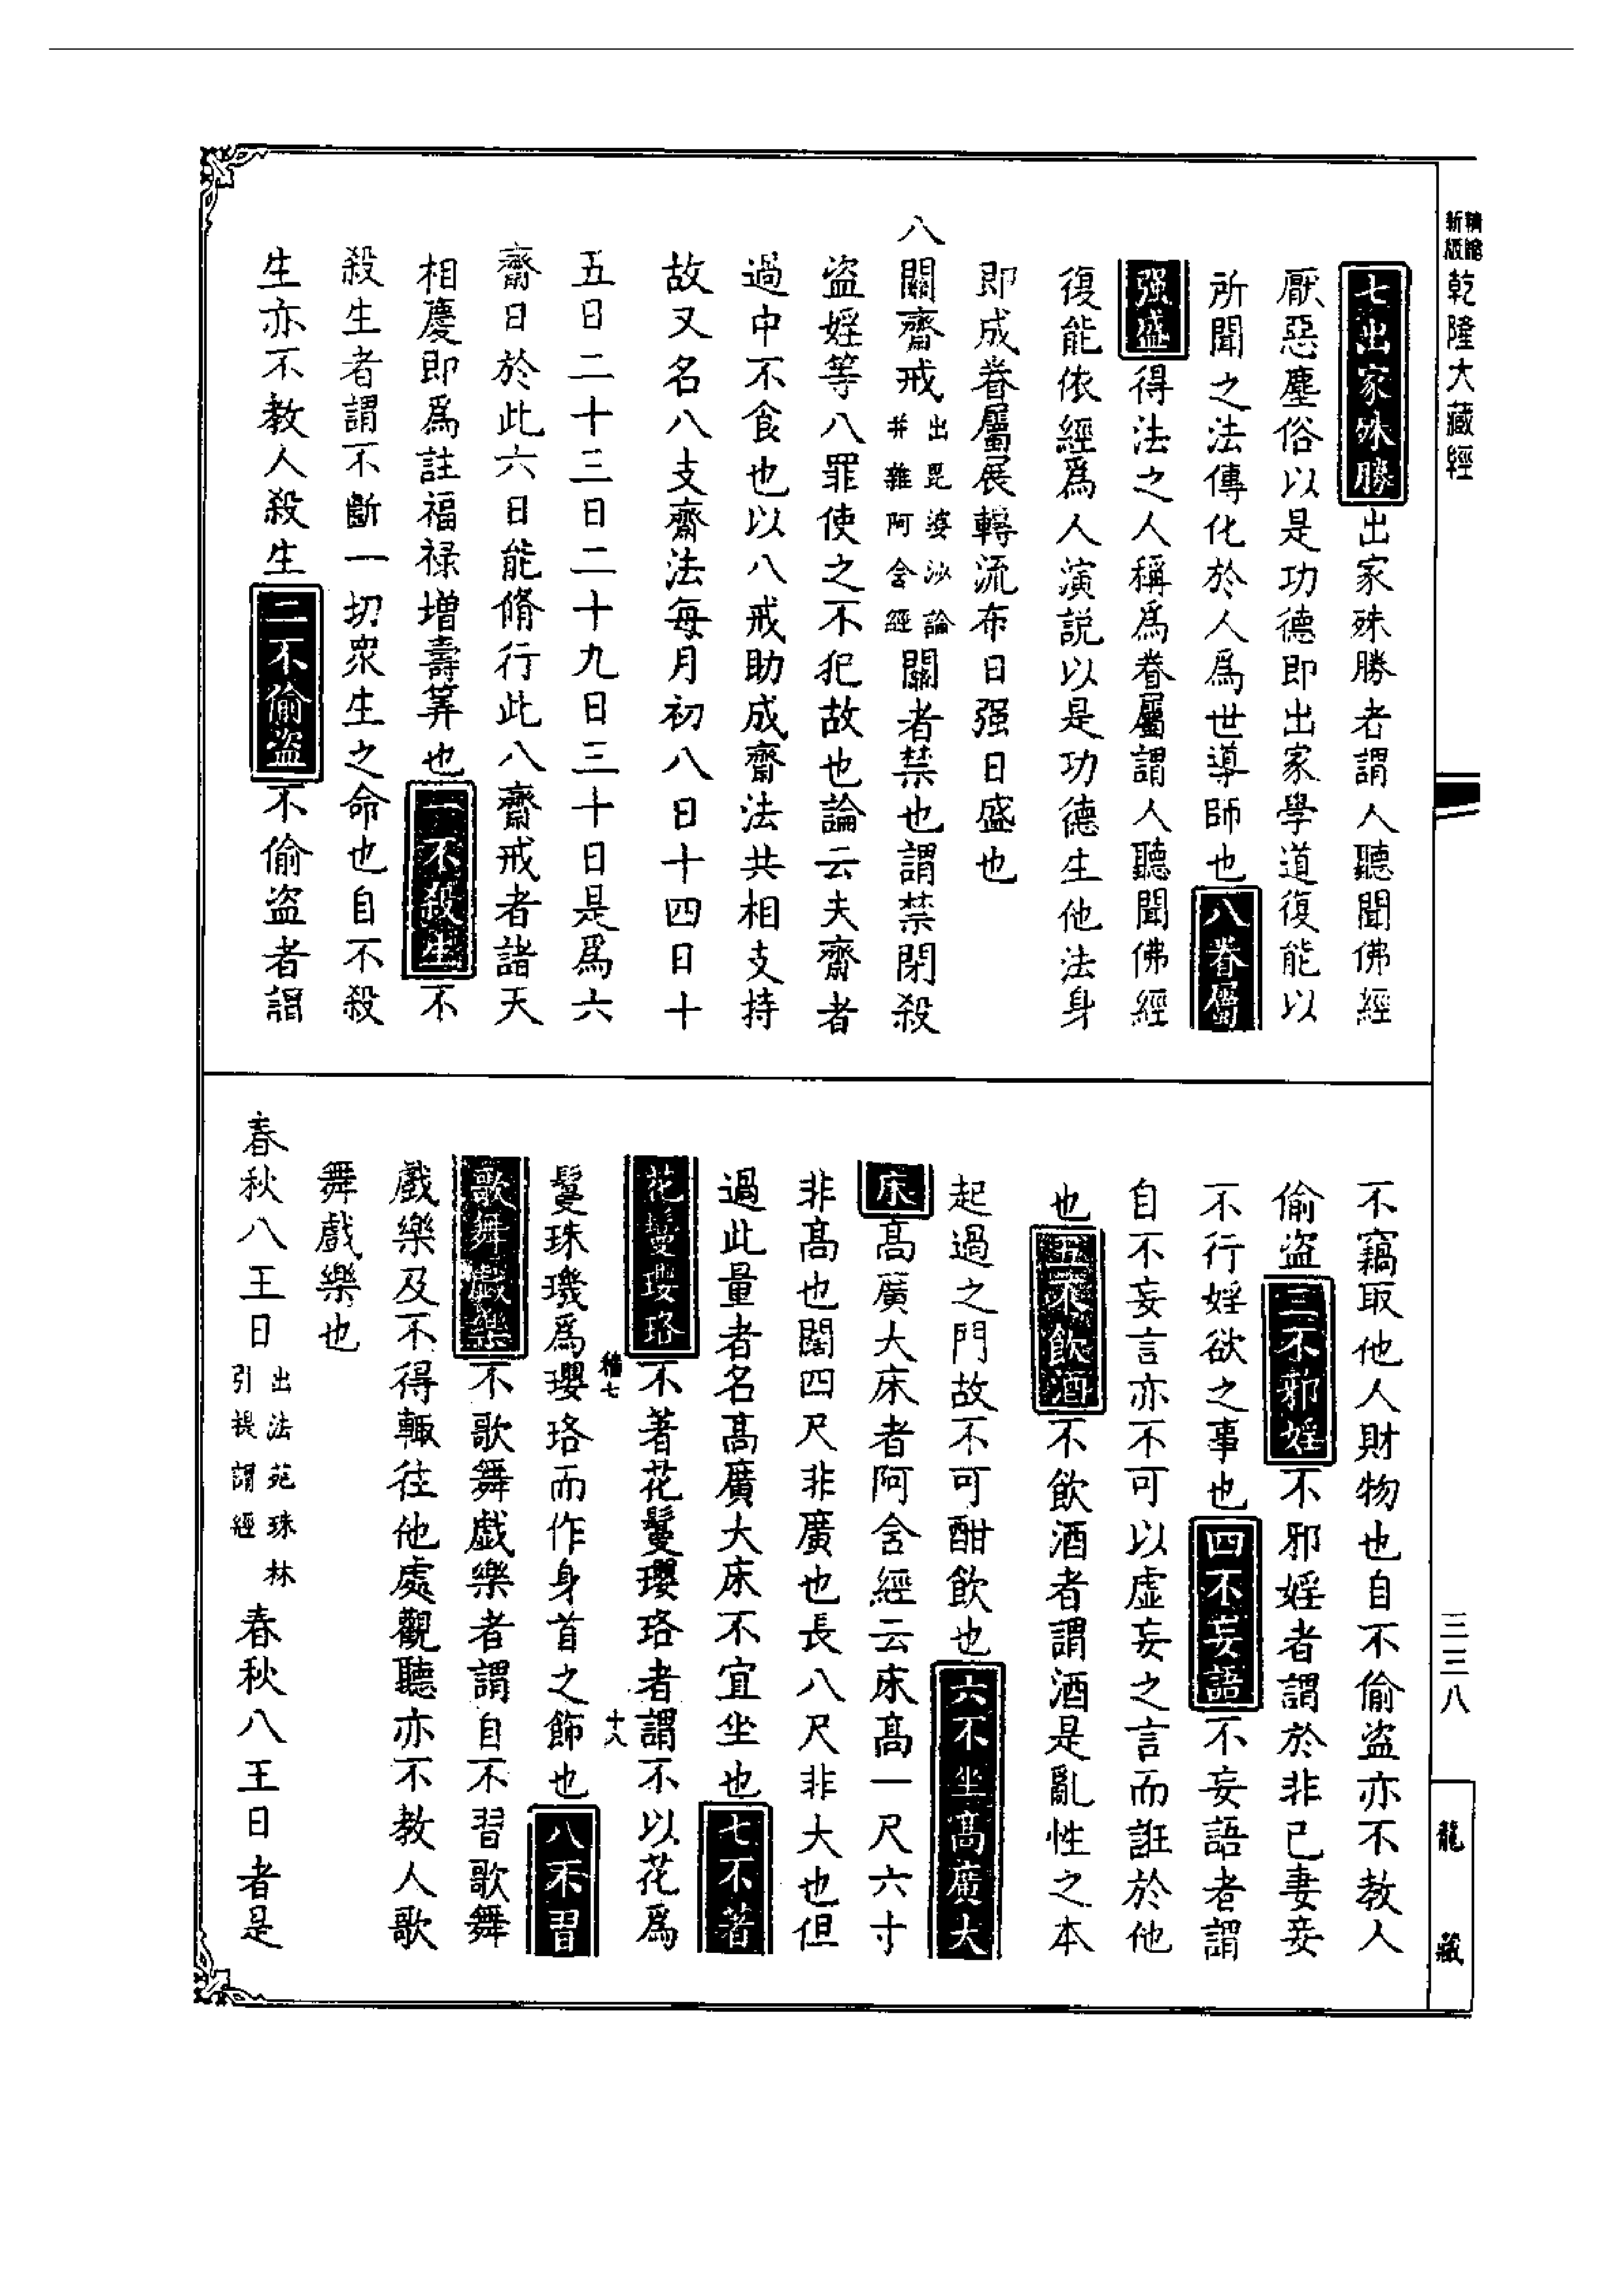 精縮新版
乾隆大藏經
七出家殊勝出家殊勝者謂人聽聞佛經
厭惡塵俗以是功德即出家學道復能以
所聞之法傳化於人爲世導師也八眷屬
强盛得法之人稱爲眷屬謂人聽聞佛經
復能依經爲人演説以是功德生他法身
即成眷屬展轉流布日强日盛也
八關齋戒出毘婆沙論并雜阿含經關者禁也謂禁閉殺
盗婬等八罪使之不犯故也論云夫齋者
過中不食也以八戒助成齋法共相支持
故又名八支齋法每月初八日十四日十
五日二十三日二十九日三十日是爲六
齋日於此六日能脩行此八齋戒者諸天
相慶即爲註福禄增壽筭也一不殺生不
殺生者謂不斷一切眾生之命也自不殺
生亦不教人殺生二不偷盗不偷盗者謂
不竊取他人財物也自不偷盗亦不教人
偷盗三不邪婬不邪婬者謂於非己妻妾
不行婬欲之事也四不妄語不妄語者謂
自不妄言亦不可以虚妄之言而誑於他
也五不飲酒不飲酒者謂酒是亂性之本
起過之門故不可酣飲也六不坐髙廣大
床髙廣大床者阿含經云床髙一尺六寸
非髙也闊四尺非廣也長八尺非大也但
過此量者名髙廣大床不宜坐也七不著
花鬘瓔珞不著花鬘瓔珞者謂不以花爲
鬘珠璣爲瓔珞而作身首之飾也八不習
歌舞戯樂不歌舞戯樂者謂自不習歌舞
戲樂及不得輙往他處觀聽亦不教人歌
舞戲樂也
春秋八王日出法苑珠林引提謂經春秋八王日者是
三三八
龍藏
十八